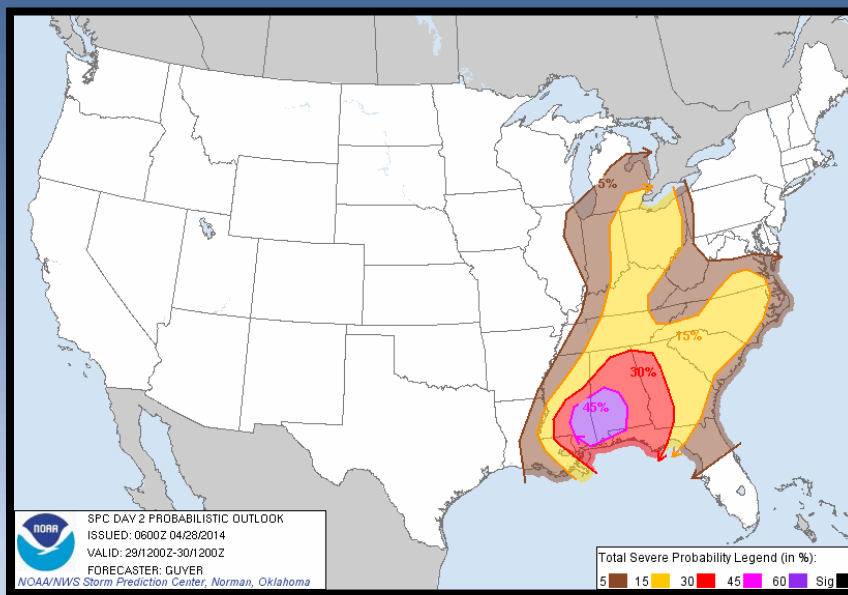 5%
15%
30%
45%
NOAA
SPC DAY 2 PROBABILISTIC OUTLOOK
ISSUED: 0600Z 04/28/2014
VALID: 29/1200Z-30/1200Z
FORECASTER: GUYER
NOAA/NWS Storm Prediction Center, Norman, Oklahoma
Total Severe Probability Legend (in %):
5 15 30 45 60 Sig